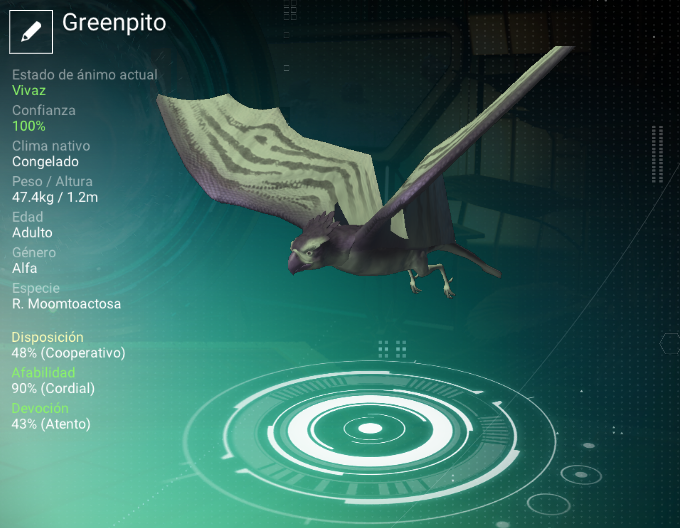 Greenpito
Estado de ánimo actual
Vivaz
Confianza
100%
Clima nativo
Congelado
Peso / Altura
47.4kg / 1.2m
Edad
Adulto
Género
Alfa
Especie
R. Moomtoactosa
Disposición
48% (Cooperativo)
Afabilidad
90% (Cordial)
Devoción
43% (Atento)